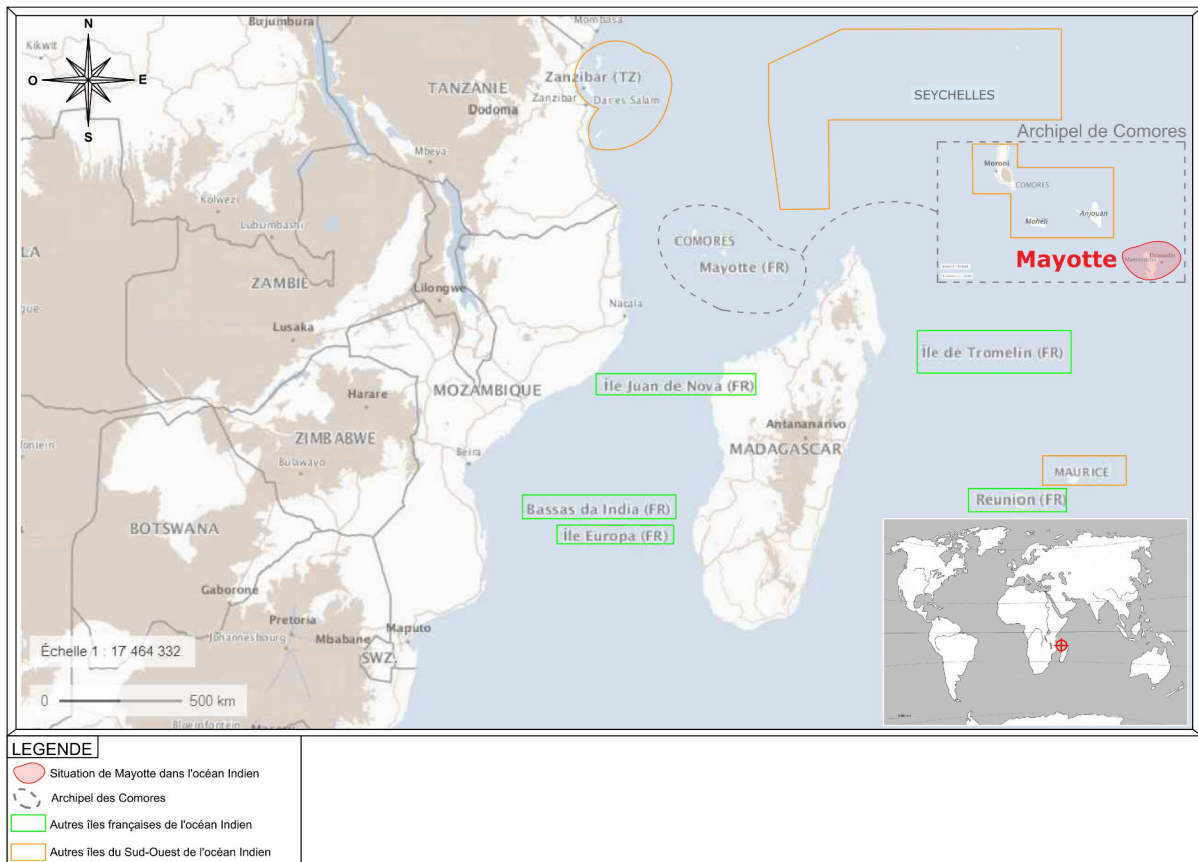 N
O
E
S
Kikwit
Bujumbura
Mombasa
TANZANIE
Dodoma
Zanzibar (TZ)
Zanzibar
Dar es Salam
SEYCHELLES
Archipel de Comores
Moroni
COMORES
Mohéli
Anjouan
Mayotte
Mbeya
Kolwezi
Lubumbashi
COMORES
Mayotte (FR)
LA
ZAMBIE
Lilongwe
Nacala
Lusaka
Île de Tromelin (FR)
Île Juan de Nova (FR)
MOZAMBIQUE
Harare
Antananarivo
MADAGASCAR
ZIMBABWE
Beira
Bulawayo
MAURICE
Réunion (FR)
Bassas da India (FR)
Île Europa (FR)
BOTSWANA
Gaborone
Pretoria
Johannesbourg
Mbabane
Maputo
SWZ.
Échelle 1 : 17 464 332
0
500 km
Bloemfontein
LEGENDE
Situation de Mayotte dans l'océan Indien
Archipel des Comores
Autres îles françaises de l'océan Indien
Autres îles du Sud-Ouest de l'océan Indien